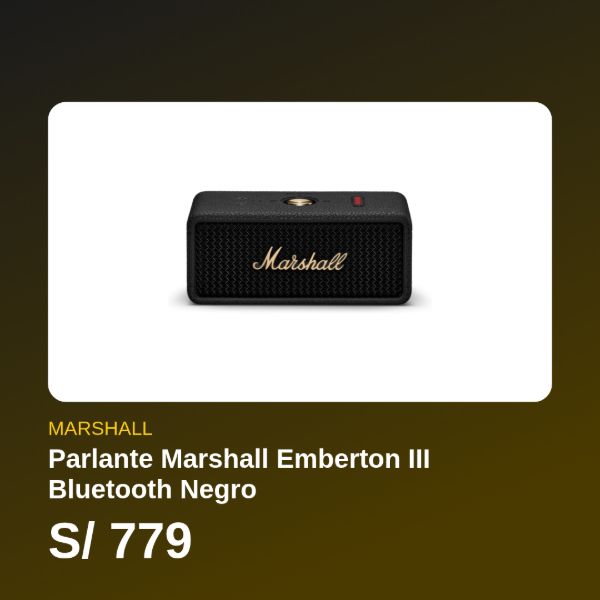 Marshall
MARSHALL
Parlante Marshall Emberton III
Bluetooth Negro
S/ 779